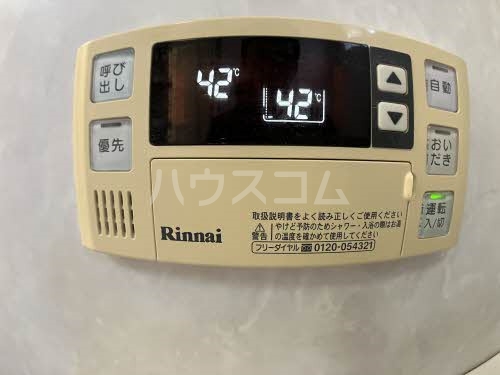 呼び
出し
優先
42℃
42℃
自動
おい
だき
運転
入/切
ハウスコム
Rinnai
取扱説明書をよく読み正しくご使用ください
警告
やけど予防のためシャワー・入浴の際はお湯
の温度を確かめて使用してください
フリーダイヤル 0120-054321